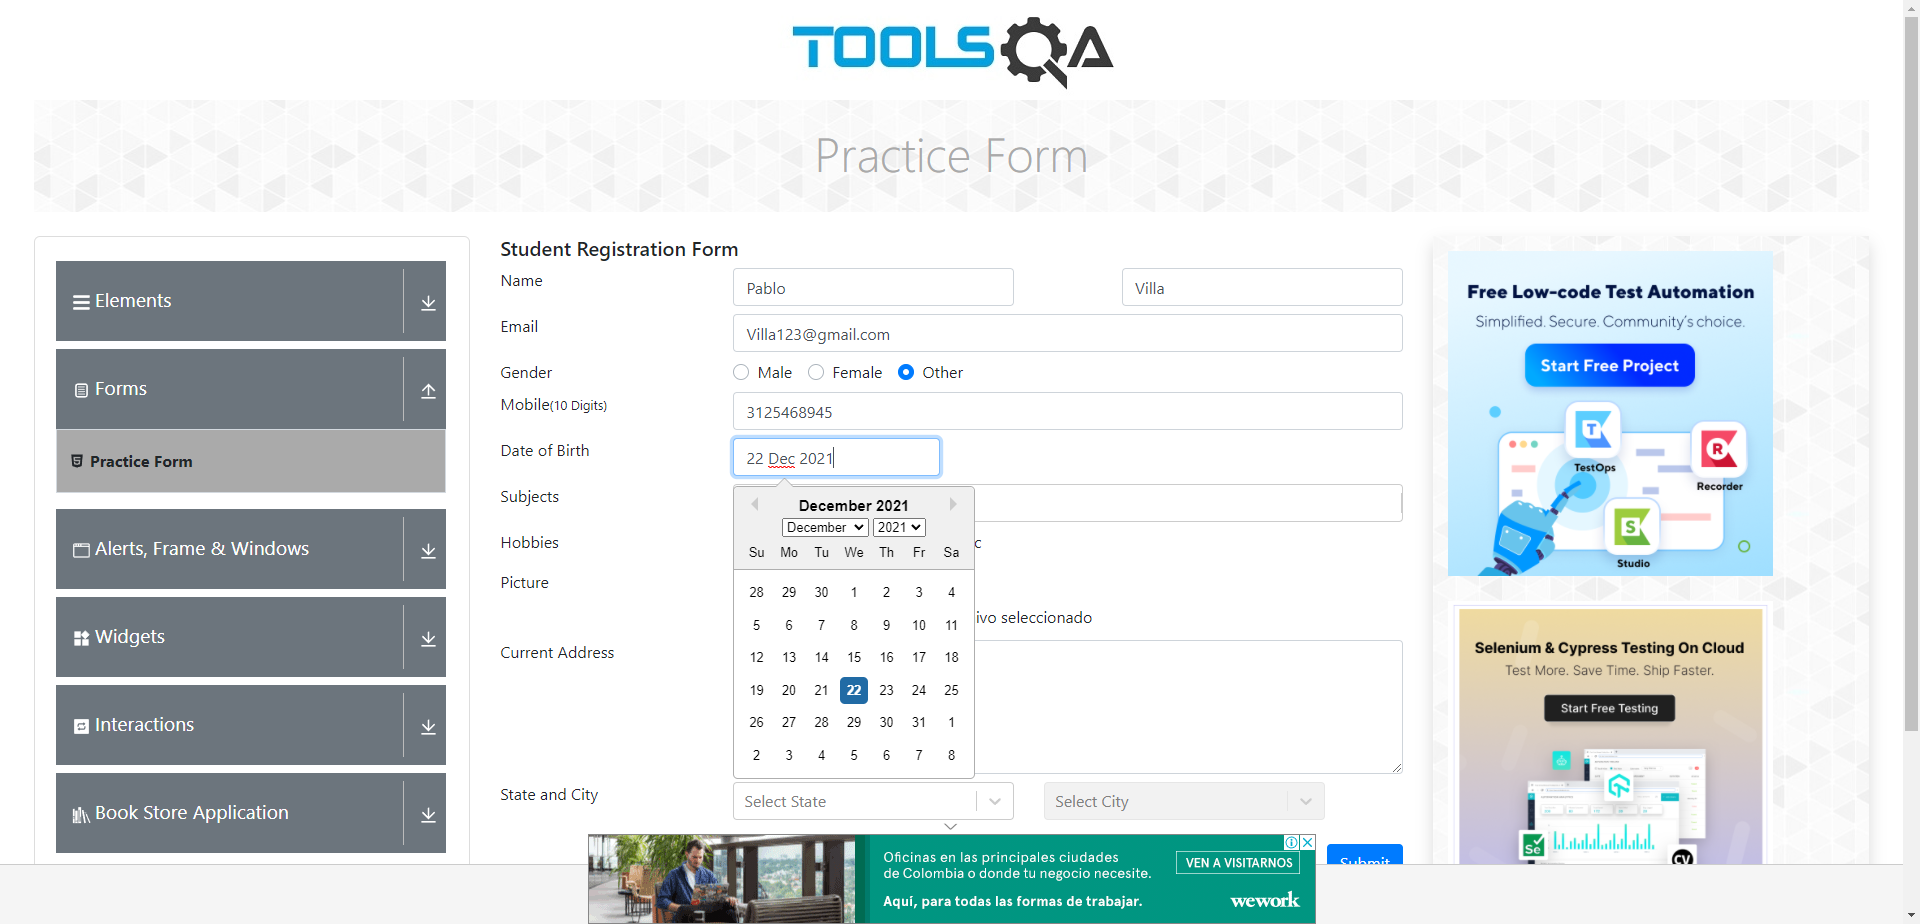 TOOLSQA
Practice Form
Elements
Forms
Practice Form
Alerts, Frame & Windows
Widgets
Interactions
Book Store Application
Student Registration Form
Name
Pablo
Villa
Email
Villa123@gmail.com
Gender
Male
Female
Other
Mobile(10 Digits)
3125468945
Date of Birth
22 Dec 2021
Subjects
December 2021
December
2021
Su Mo Tu We Th Fr Sa
28 29 30 1 2 3 4
5 6 7 8 9 10 11
12 13 14 15 16 17 18
19 20 21 22 23 24 25
26 27 28 29 30 31 1
2 3 4 5 6 7 8
Hobbies
c
Picture
ivo seleccionado
Current Address
State and City
Select State
Select City
Submit
Free Low-code Test Automation
Simplified. Secure. Community's choice.
Start Free Project
T
TestOps
R
Recorder
S
Studio
Selenium & Cypress Testing On Cloud
Test More. Save Time. Ship Faster.
Start Free Testing
Se
CV
Oficinas en las principales ciudades
de Colombia o donde tu negocio necesite.
Aquí, para todas las formas de trabajar.
VEN A VISITARNOS
wework